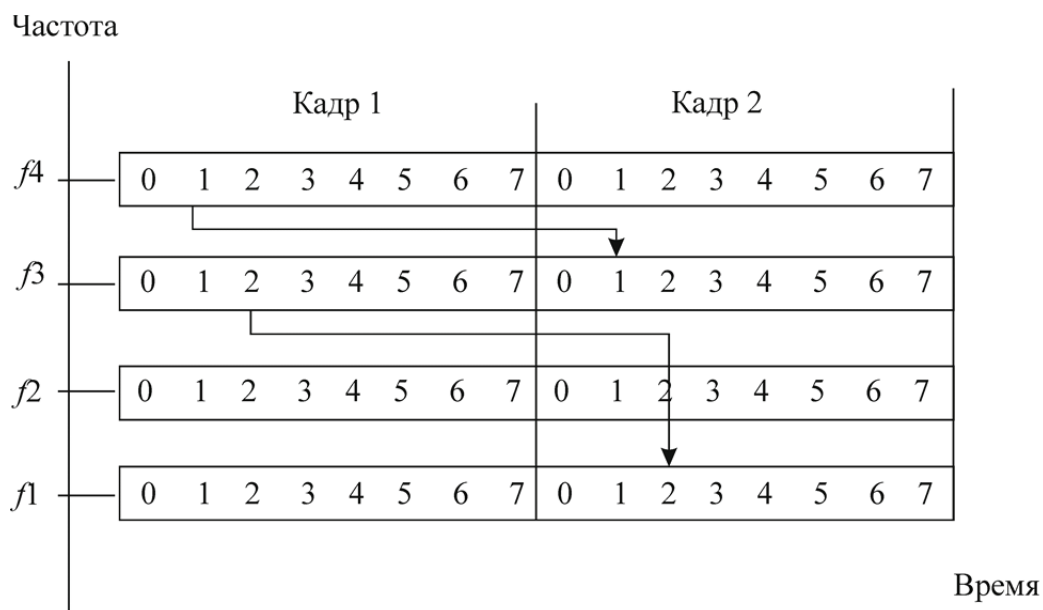 Частота
Кадр 1 Кадр 2
f4 0 1 2 3 4 5 6 7 0 1 2 3 4 5 6 7
f3 0 1 2 3 4 5 6 7 0 1 2 3 4 5 6 7
f2 0 1 2 3 4 5 6 7 0 1 2 3 4 5 6 7
f1 0 1 2 3 4 5 6 7 0 1 2 3 4 5 6 7
Время